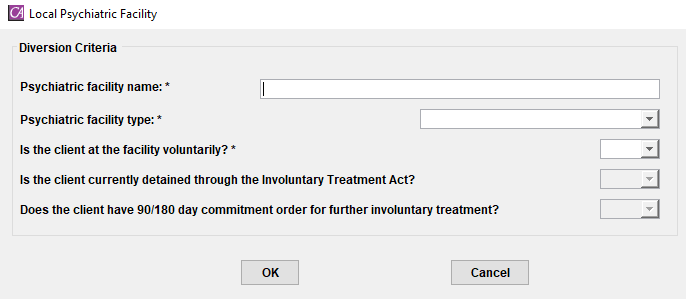 CA Local Psychiatric Facility
Diversion Criteria
Psychiatric facility name: *
Psychiatric facility type: *
Is the client at the facility voluntarily? *
Is the client currently detained through the Involuntary Treatment Act?
Does the client have 90/180 day commitment order for further involuntary treatment?
OK Cancel